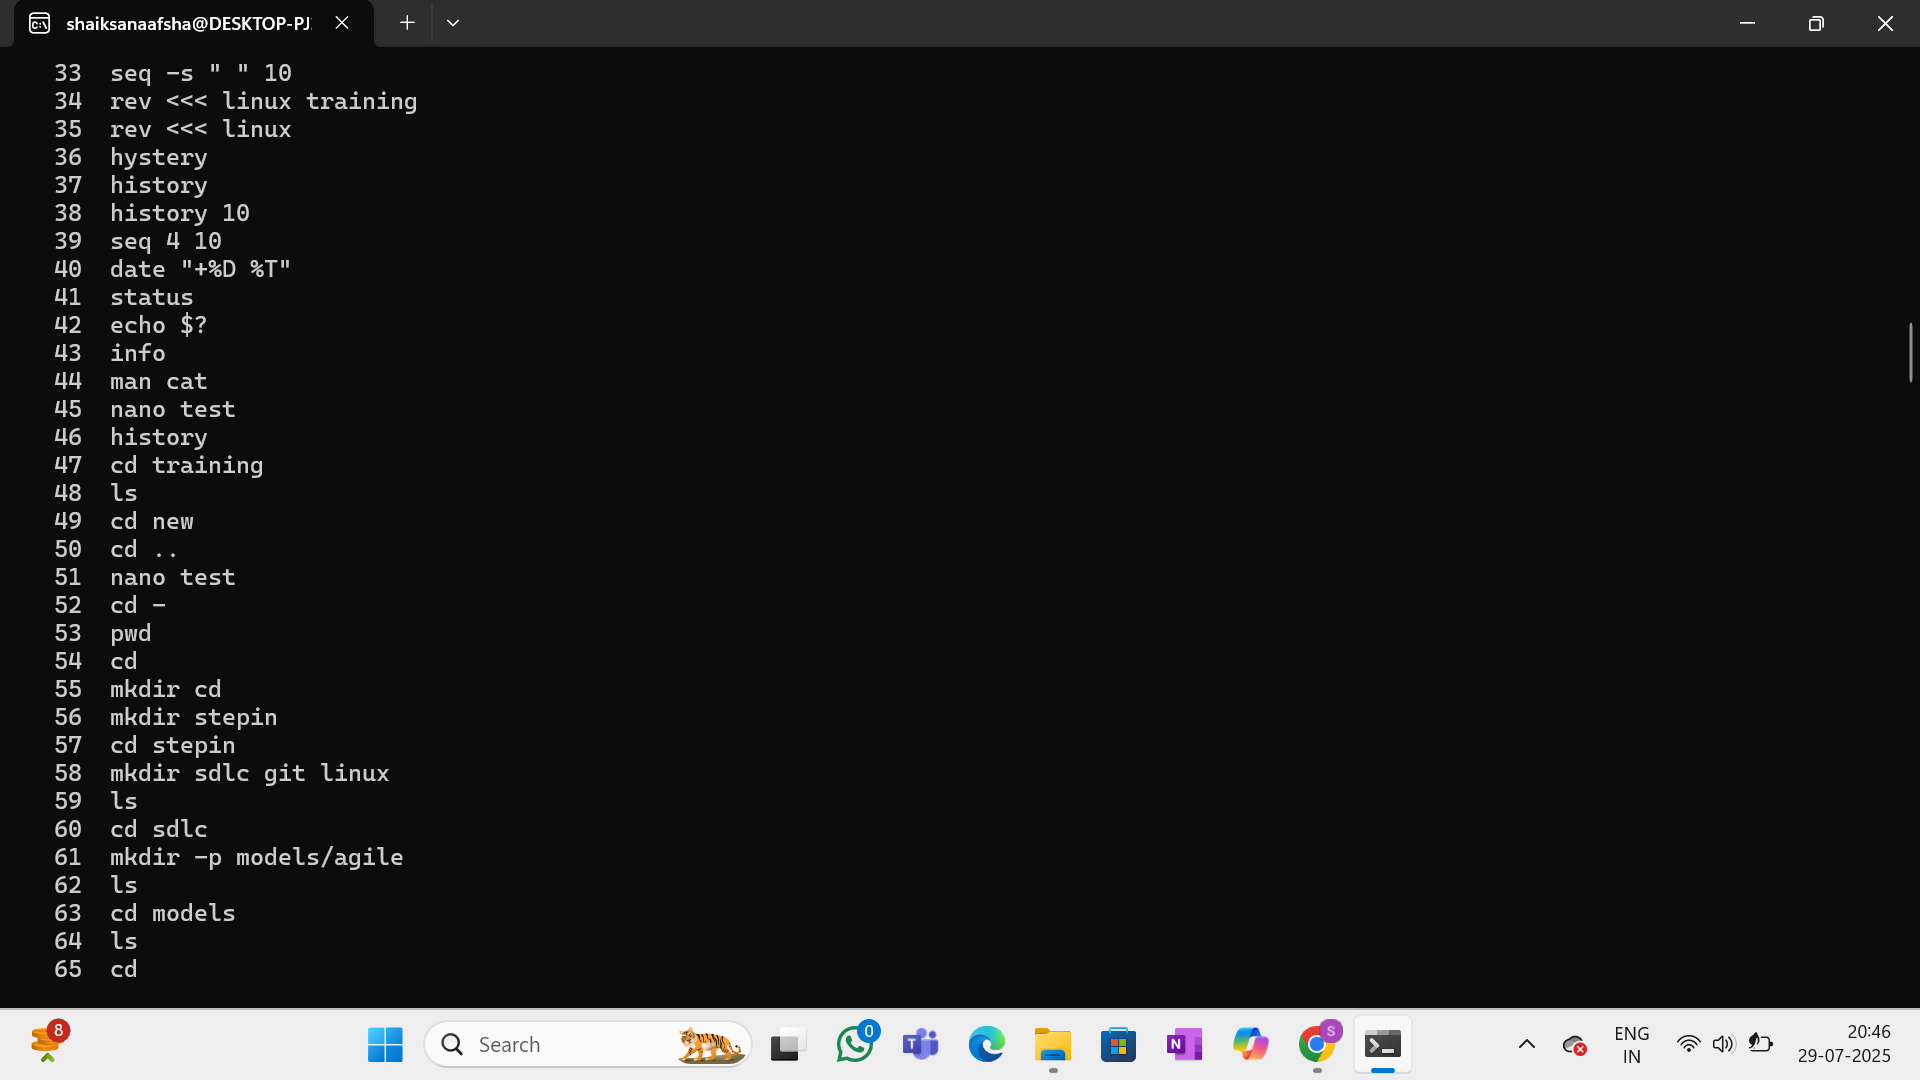 shaiksanaafsha@DESKTOP-PJ
33 seq -s " " 10
34 rev <<< linux training
35 rev <<< linux
36 hystery
37 history
38 history 10
39 seq 4 10
40 date "+%D %T"
41 status
42 echo $?
43 info
44 man cat
45 nano test
46 history
47 cd training
48 ls
49 cd new
50 cd ..
51 nano test
52 cd -
53 pwd
54 cd
55 mkdir cd
56 mkdir stepin
57 cd stepin
58 mkdir sdlc git linux
59 ls
60 cd sdlc
61 mkdir -p models/agile
62 ls
63 cd models
64 ls
65 cd
8
Search
0
S
ENG
IN
20:46
29-07-2025